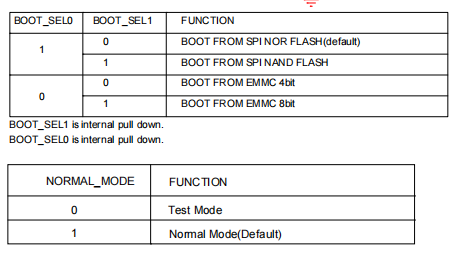 BOOT_SEL0 BOOT_SEL1 FUNCTION
1 0 BOOT FROM SPI NOR FLASH(default)
1 BOOT FROM SPI NAND FLASH
0 0 BOOT FROM EMMC 4bit
1 BOOT FROM EMMC 8bit
BOOT_SEL1 is internal pull down.
BOOT_SEL0 is internal pull down.
NORMAL_MODE FUNCTION
0 Test Mode
1 Normal Mode(Default)